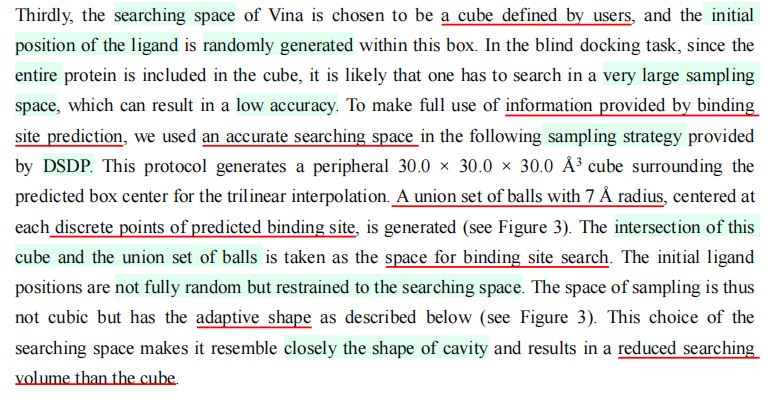 Thirdly, the searching space of Vina is chosen to be a cube defined by users, and the initial
position of the ligand is randomly generated within this box. In the blind docking task, since the
entire protein is included in the cube, it is likely that one has to search in a very large sampling
space, which can result in a low accuracy. To make full use of information provided by binding
site prediction, we used an accurate searching space in the following sampling strategy provided
by DSDP. This protocol generates a peripheral 30.0 × 30.0 × 30.0 Å³ cube surrounding the
predicted box center for the trilinear interpolation. A union set of balls with 7 Å radius, centered at
each discrete points of predicted binding site, is generated (see Figure 3). The intersection of this
cube and the union set of balls is taken as the space for binding site search. The initial ligand
positions are not fully random but restrained to the searching space. The space of sampling is thus
not cubic but has the adaptive shape as described below (see Figure 3). This choice of the
searching space makes it resemble closely the shape of cavity and results in a reduced searching
volume than the cube.